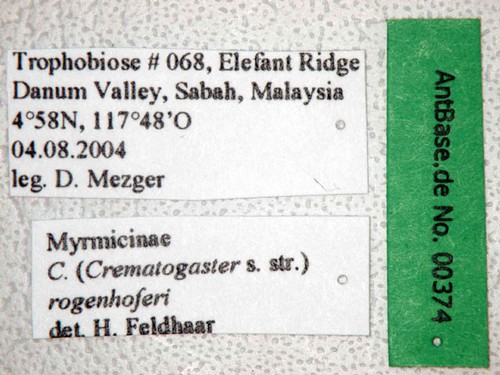 Trophobiose # 068, Elefant Ridge
Danum Valley, Sabah, Malaysia
4°58N, 117°48'O
04.08.2004
leg. D. Mezger
Myrmicinae
C. (Crematogaster s. str.)
rogenhoferi
det. H. Feldhaar
AntBase.de No. 00374